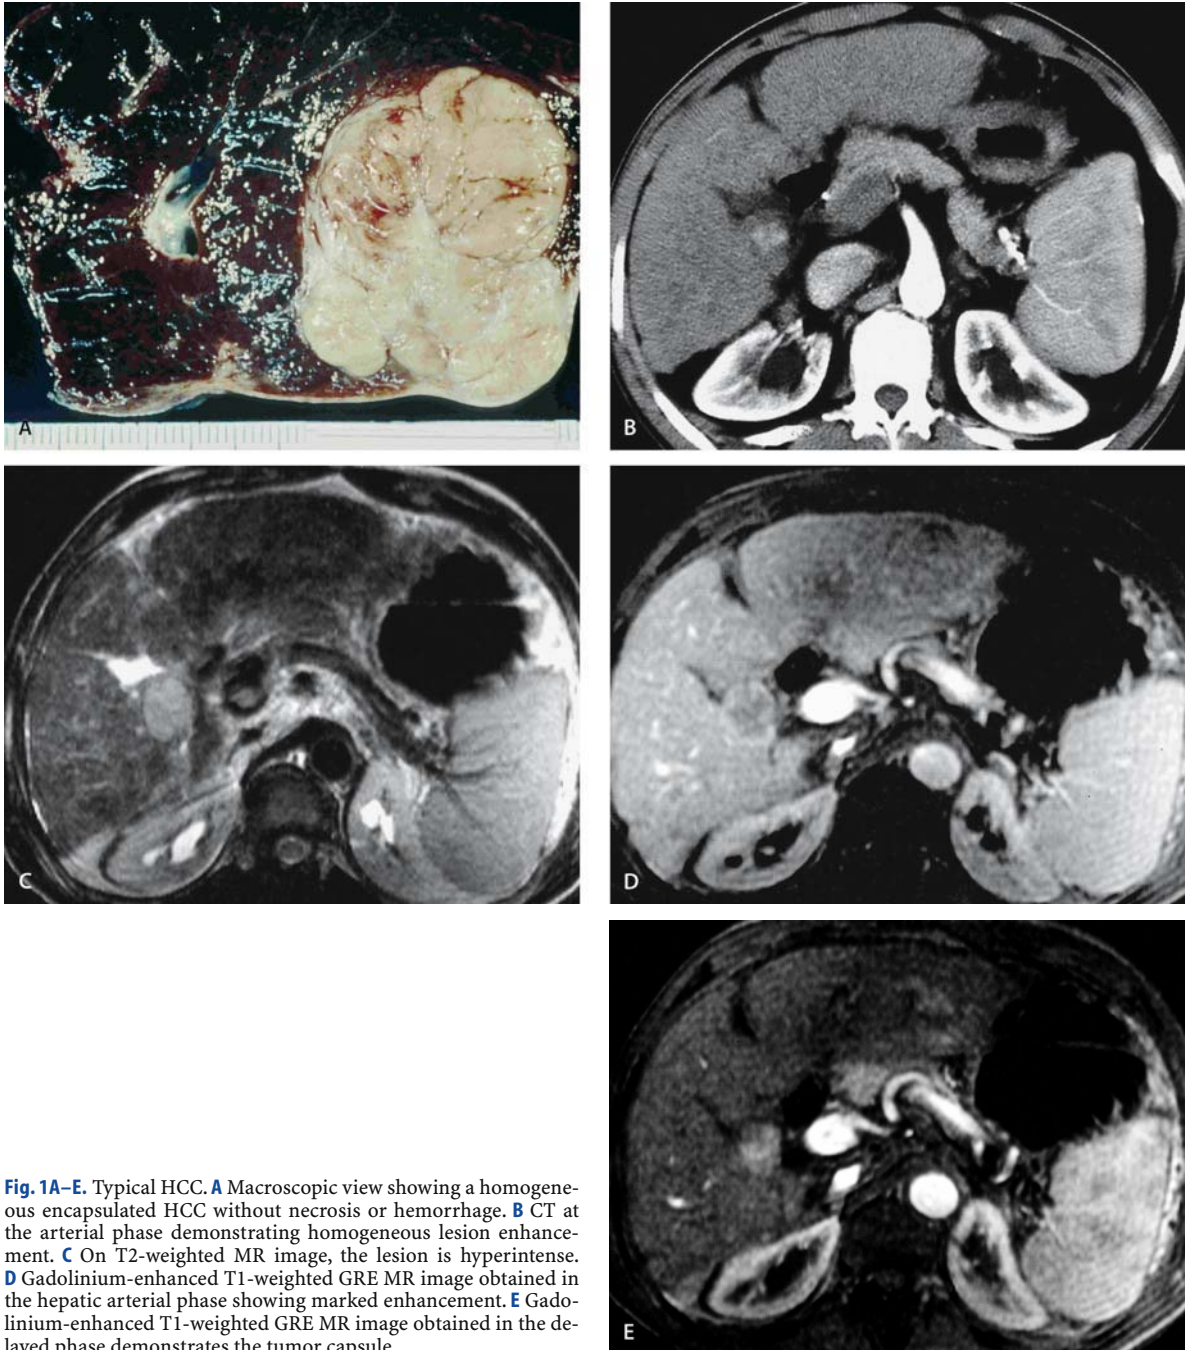 A
B
C
D
E
Fig. 1A–E. Typical HCC. A Macroscopic view showing a homogene-
ous encapsulated HCC without necrosis or hemorrhage. B CT at
the arterial phase demonstrating homogeneous lesion enhance-
ment. C On T2-weighted MR image, the lesion is hyperintense.
D Gadolinium-enhanced T1-weighted GRE MR image obtained in
the hepatic arterial phase showing marked enhancement. E Gado-
linium-enhanced T1-weighted GRE MR image obtained in the de-
layed phase demonstrates the tumor capsule